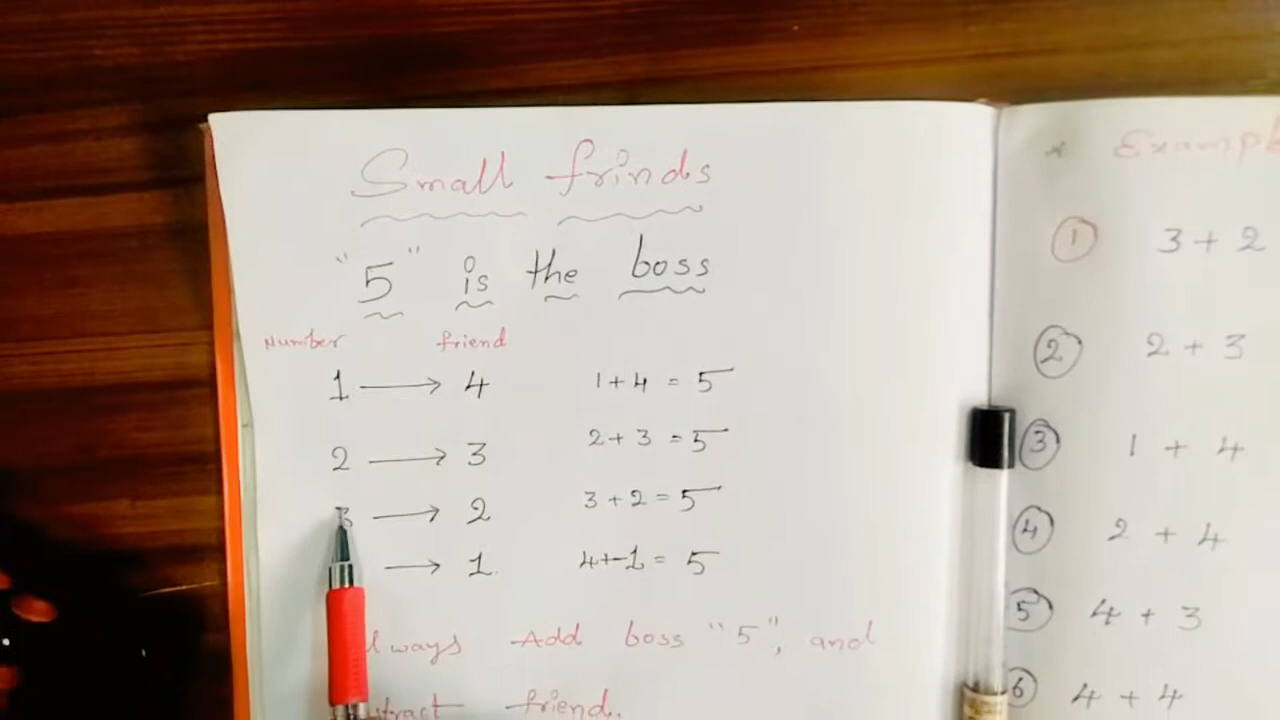 Small frinds
"5" is the boss
Number friend
1 → 4 1+4 = 5
2 → 3 2+3 = 5
3 → 2 3+2 = 5
→ 1 4+1 = 5
Add boss "5", and
friend.
*
① 3+2
② 2+3
③ 1 + 4
④ 2 + 4
⑤ 4 + 3
⑥ 4 + 4